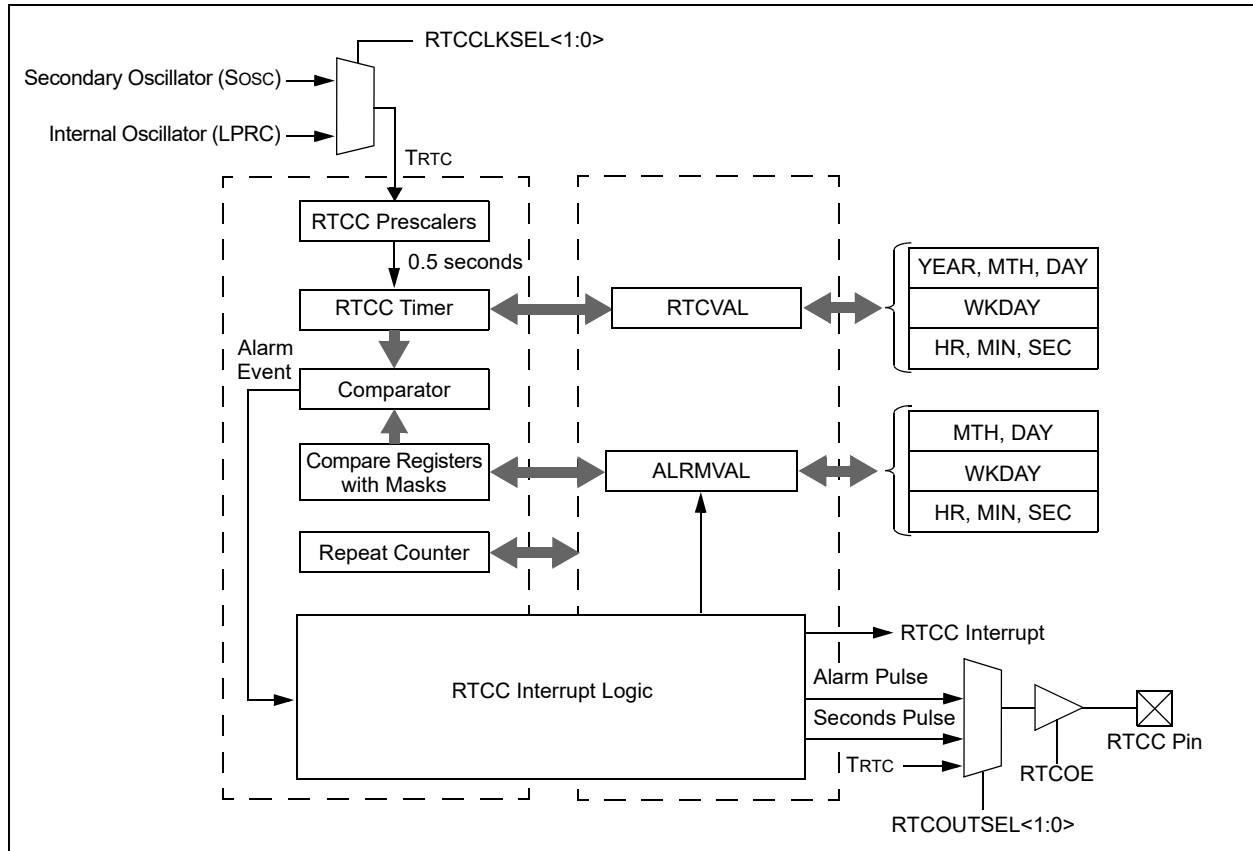 RTCCLKSEL<1:0>
Secondary Oscillator (SOSC)
Internal Oscillator (LPRC)
TRTC
RTCC Prescalers
0.5 seconds
RTCC Timer
RTCVAL
YEAR, MTH, DAY
WKDAY
HR, MIN, SEC
Alarm
Event
Comparator
Compare Registers
with Masks
ALRMVAL
MTH, DAY
WKDAY
HR, MIN, SEC
Repeat Counter
RTCC Interrupt Logic
RTCC Interrupt
Alarm Pulse
Seconds Pulse
TRTC
RTCC Pin
RTCOE
RTCOUTSEL<1:0>